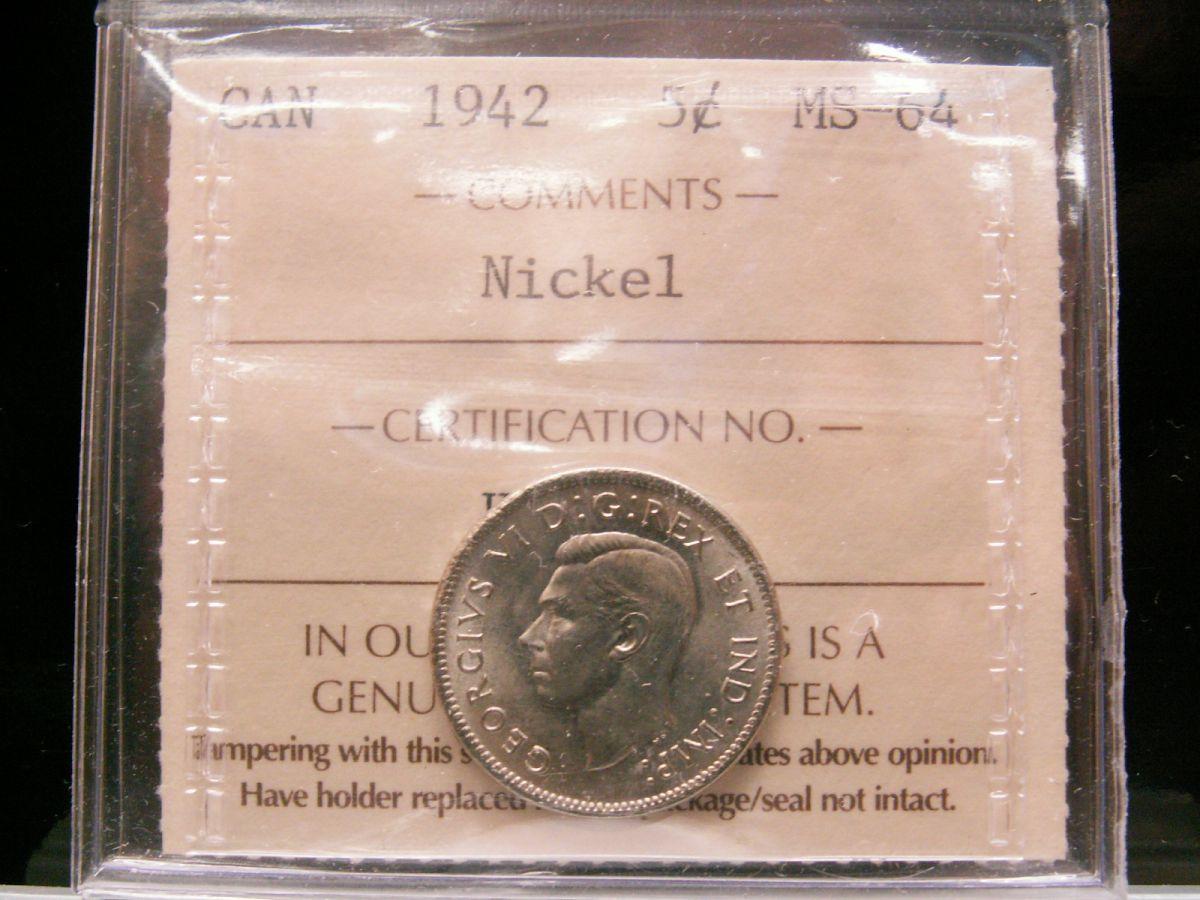 CAN 1942 5¢ MS-64
— COMMENTS —
Nickel
— CERTIFICATION NO. —
GEORGIVS VI D:G:REX ET IND:IMP:
IN OU S IS A
GENU TEM.
Tampering with this s ates above opinion.
Have holder replaced kage/seal not intact.